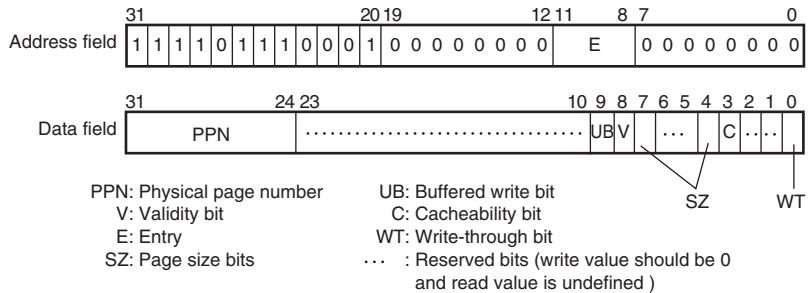 31 20 19 12 11 8 7 0
Address field 1 1 1 1 0 1 1 1 0 0 0 1 0 0 0 0 0 0 0 0 E 0 0 0 0 0 0 0 0
31 24 23 10 9 8 7 6 5 4 3 2 1 0
Data field PPN UB V C
SZ WT
PPN: Physical page number
V: Validity bit
E: Entry
SZ: Page size bits
UB: Buffered write bit
C: Cacheability bit
WT: Write-through bit
... : Reserved bits (write value should be 0
and read value is undefined )